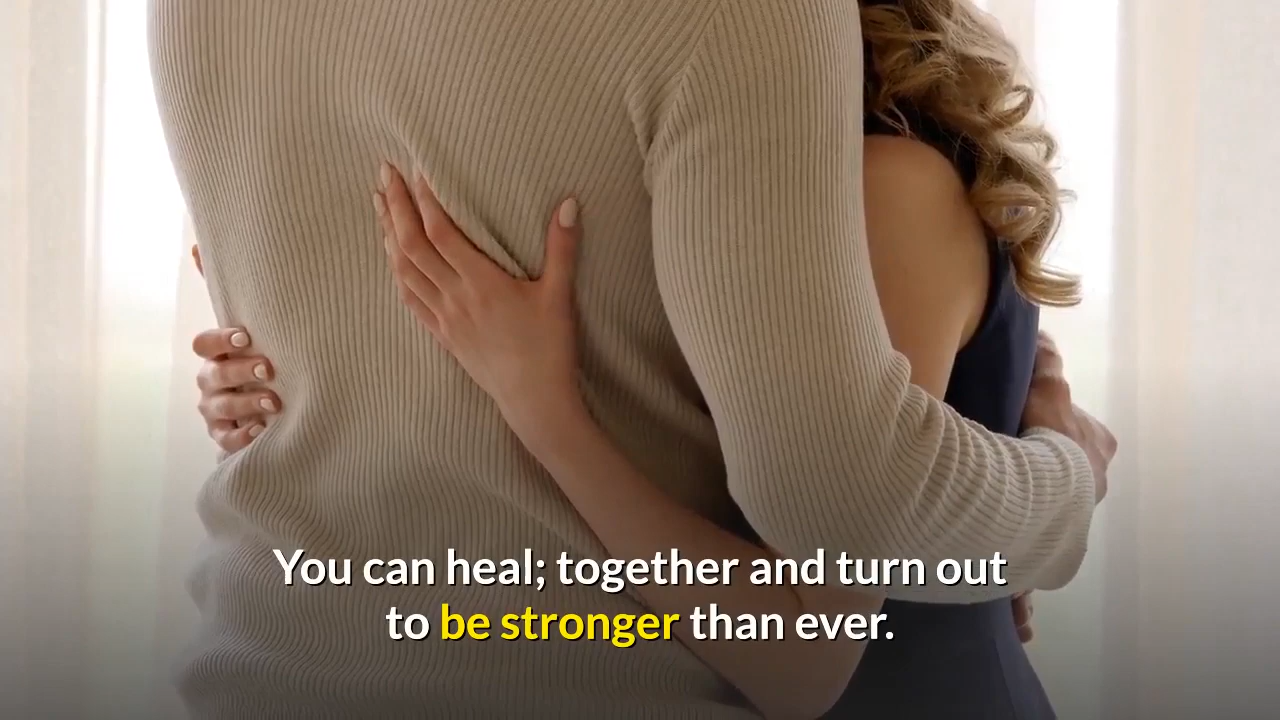 You can heal; together and turn out
to be stronger than ever.